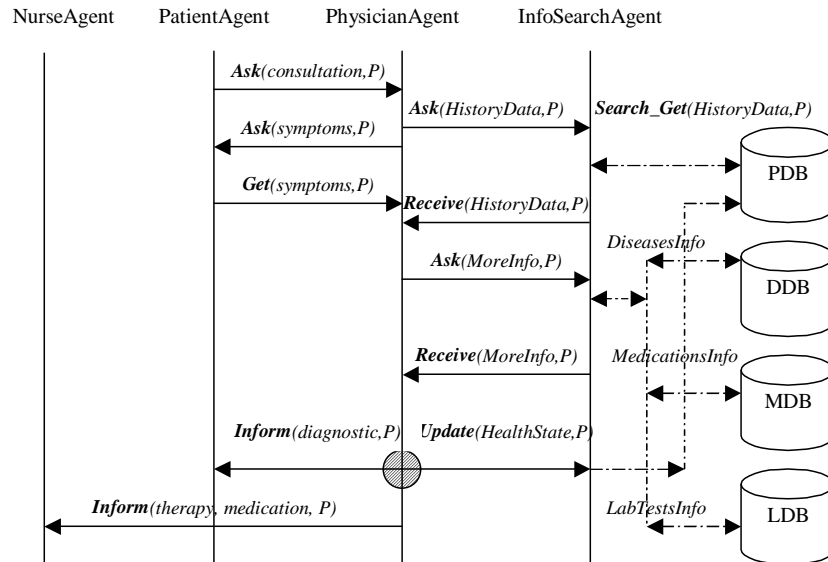 NurseAgent PatientAgent PhysicianAgent InfoSearchAgent
Ask(consultation,P)
Ask(HistoryData,P) Search_Get(HistoryData,P)
Ask(symptoms,P)
PDB
Get(symptoms,P)
Receive(HistoryData,P)
DiseasesInfo
Ask(MoreInfo,P)
DDB
Receive(MoreInfo,P) MedicationsInfo
MDB
Inform(diagnostic,P) Update(HealthState,P)
Inform(therapy, medication, P) LabTestsInfo
LDB